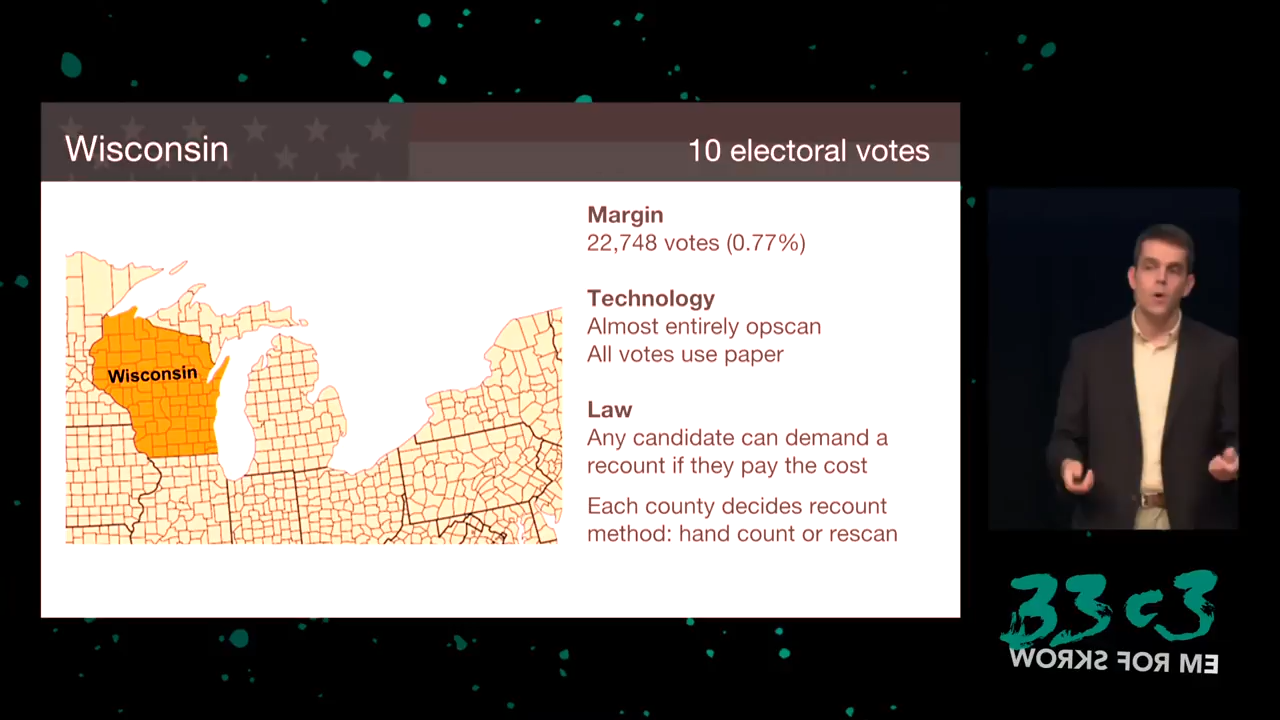 Wisconsin
10 electoral votes
Margin
22,748 votes (0.77%)
Technology
Almost entirely opscan
All votes use paper
Law
Any candidate can demand a
recount if they pay the cost
Each county decides recount
method: hand count or rescan
Wisconsin
33c3
WORKS FOR ME